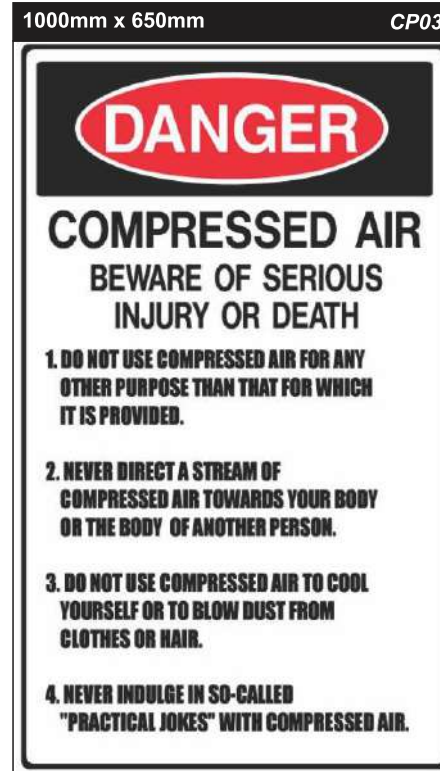 1000mm x 650mm CP03
DANGER
COMPRESSED AIR
BEWARE OF SERIOUS
INJURY OR DEATH
1. DO NOT USE COMPRESSED AIR FOR ANY
OTHER PURPOSE THAN THAT FOR WHICH
IT IS PROVIDED.
2. NEVER DIRECT A STREAM OF
COMPRESSED AIR TOWARDS YOUR BODY
OR THE BODY OF ANOTHER PERSON.
3. DO NOT USE COMPRESSED AIR TO COOL
YOURSELF OR TO BLOW DUST FROM
CLOTHES OR HAIR.
4. NEVER INDULGE IN SO-CALLED
"PRACTICAL JOKES" WITH COMPRESSED AIR.